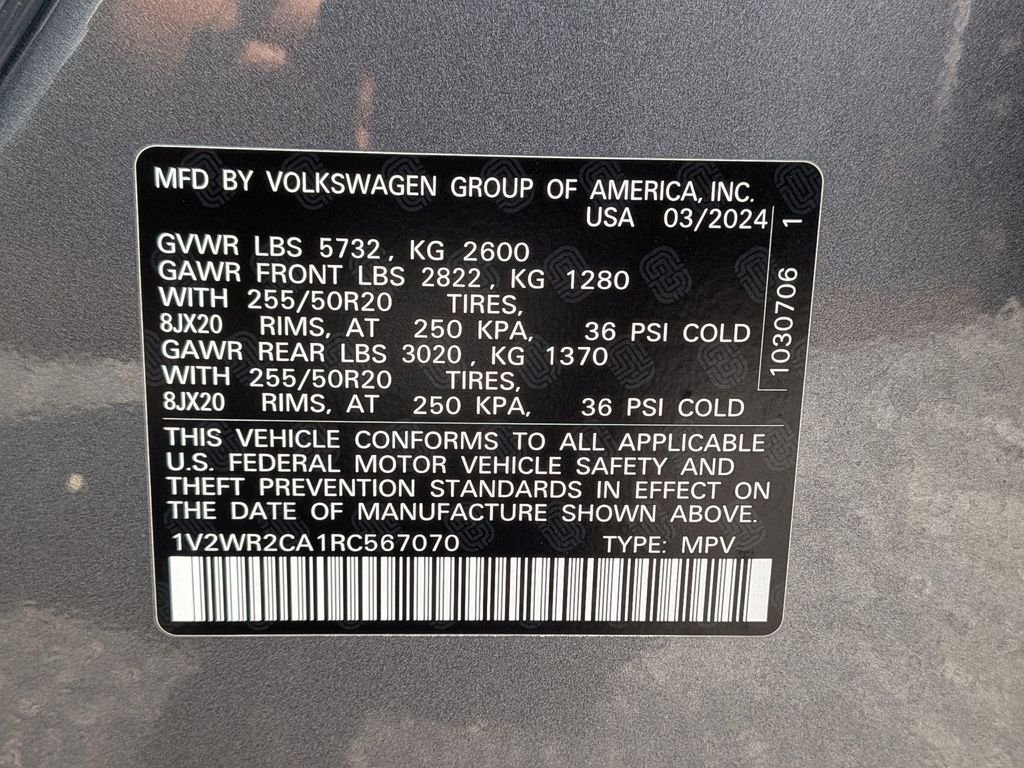 MFD BY VOLKSWAGEN GROUP OF AMERICA, INC.
USA 03/2024
GVWR LBS 5732, KG 2600
GAWR FRONT LBS 2822, KG 1280
WITH 255/50R20 TIRES,
8JX20 RIMS, AT 250 KPA, 36 PSI COLD
GAWR REAR LBS 3020, KG 1370
WITH 255/50R20 TIRES,
8JX20 RIMS, AT 250 KPA, 36 PSI COLD
1030706 1
THIS VEHICLE CONFORMS TO ALL APPLICABLE
U.S. FEDERAL MOTOR VEHICLE SAFETY AND
THEFT PREVENTION STANDARDS IN EFFECT ON
THE DATE OF MANUFACTURE SHOWN ABOVE.
1V2WR2CA1RC567070 TYPE: MPV